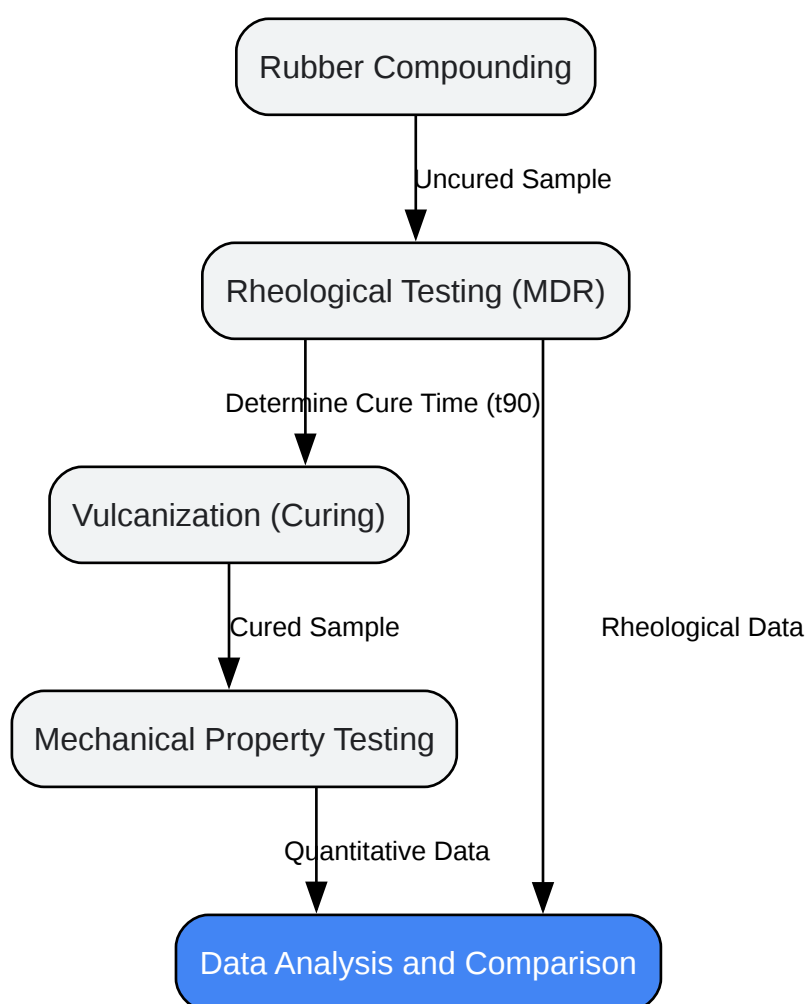 Rubber Compounding
Uncured Sample
Rheological Testing (MDR)
Determine Cure Time (t90)
Vulcanization (Curing)
Cured Sample
Rheological Data
Mechanical Property Testing
Quantitative Data
Data Analysis and Comparison